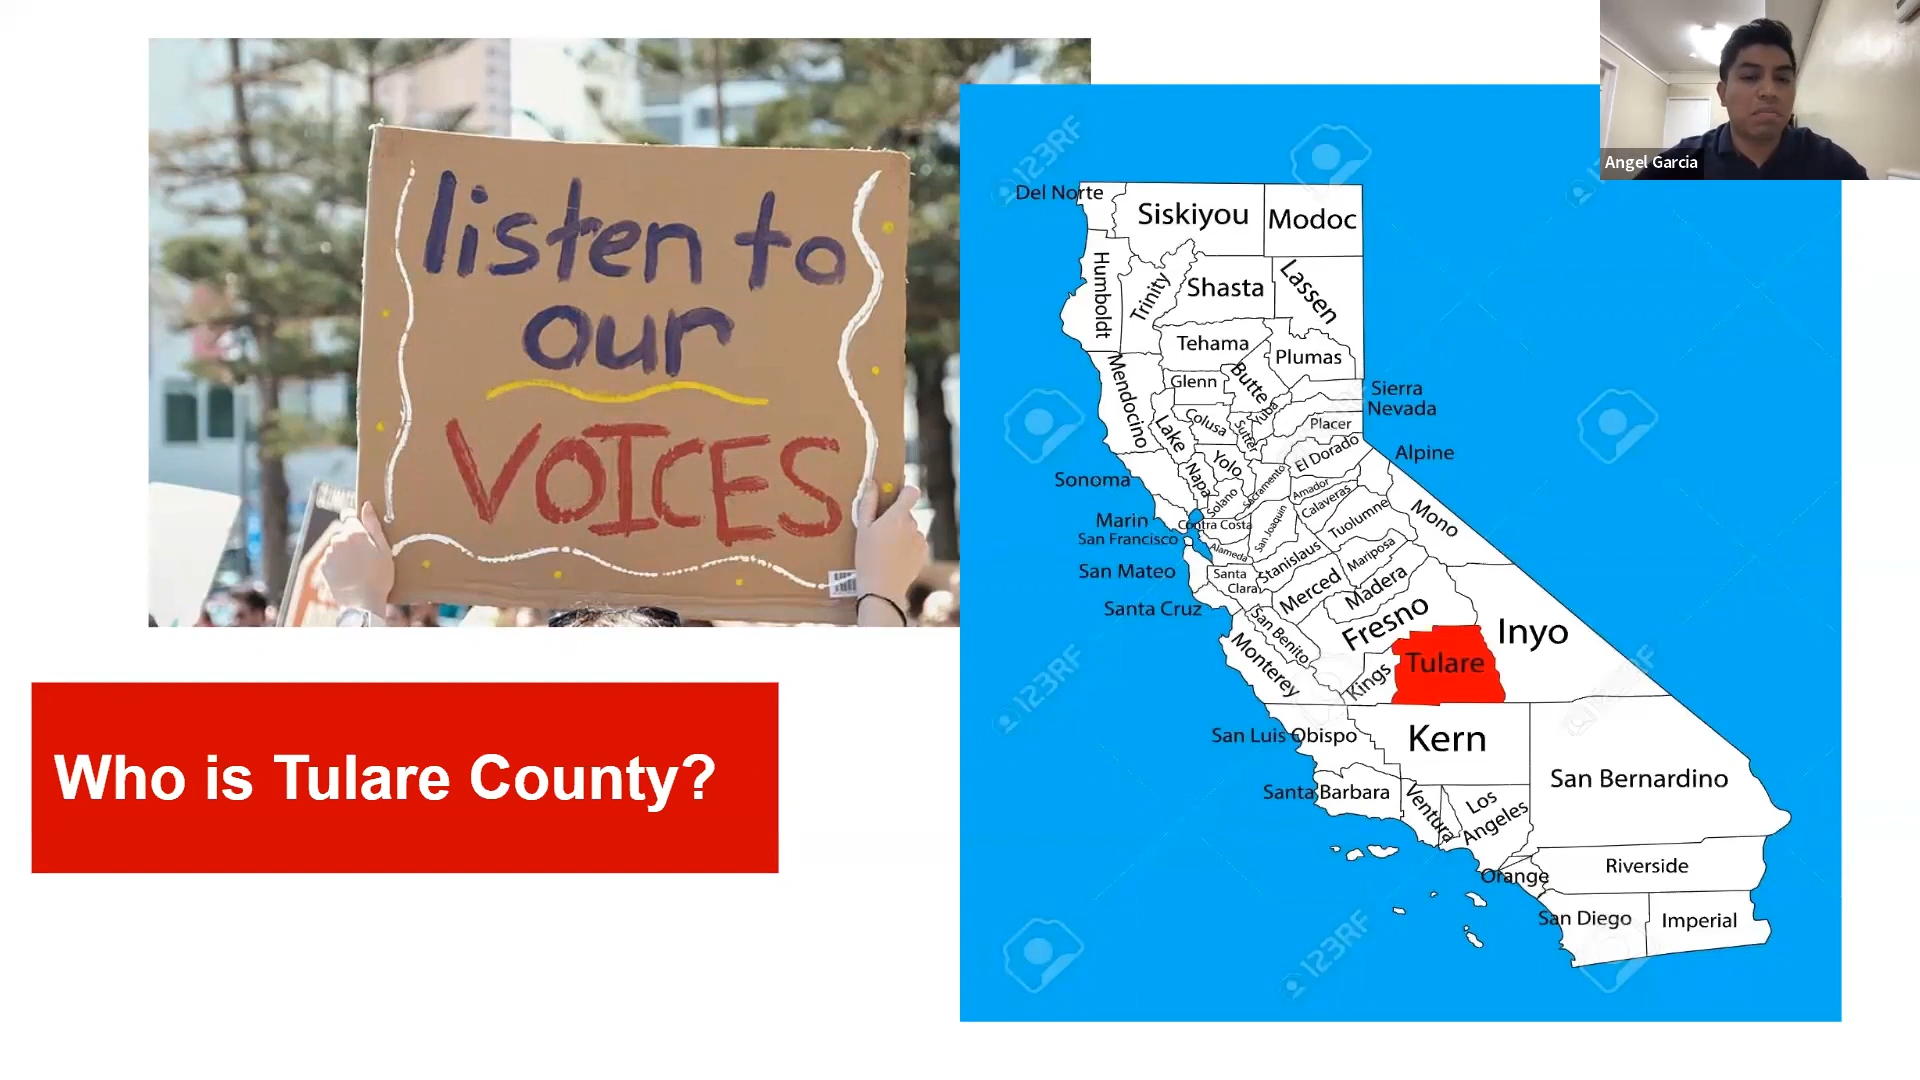 listen to
our
VOICES
Who is Tulare County?
Angel Garcia
123RF
Del Norte
Siskiyou
Modoc
Humboldt
Trinity
Shasta
Lassen
Tehama
Plumas
Mendocino
Glenn
Butte
Sierra
Nevada
Yuba
Colusa
Sutter
Placer
Lake
El Dorado
Alpine
Yolo
Napa
Sonoma
Sacramento
Amador
Solano
Calaveras
Mono
Marin
Contra Costa
San Joaquin
Tuolumne
San Francisco
Alameda
Stanislaus
Mariposa
San Mateo
Santa
Clara
Merced
Madera
Santa Cruz
San Benito
Fresno
Inyo
Monterey
Kings
Tulare
San Luis Obispo
Kern
San Bernardino
Santa Barbara
Ventura
Los
Angeles
Orange
Riverside
San Diego
Imperial
123RF
123RF
123RF